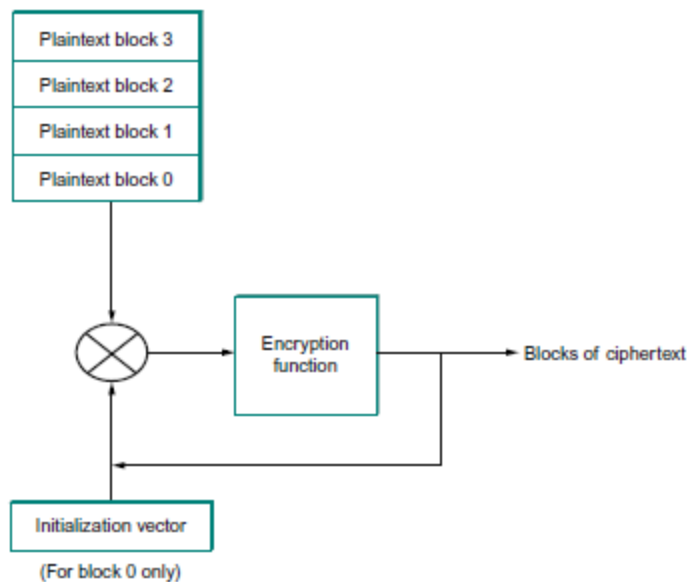 Plaintext block 3
Plaintext block 2
Plaintext block 1
Plaintext block 0
Encryption
function
Blocks of ciphertext
Initialization vector
(For block 0 only)